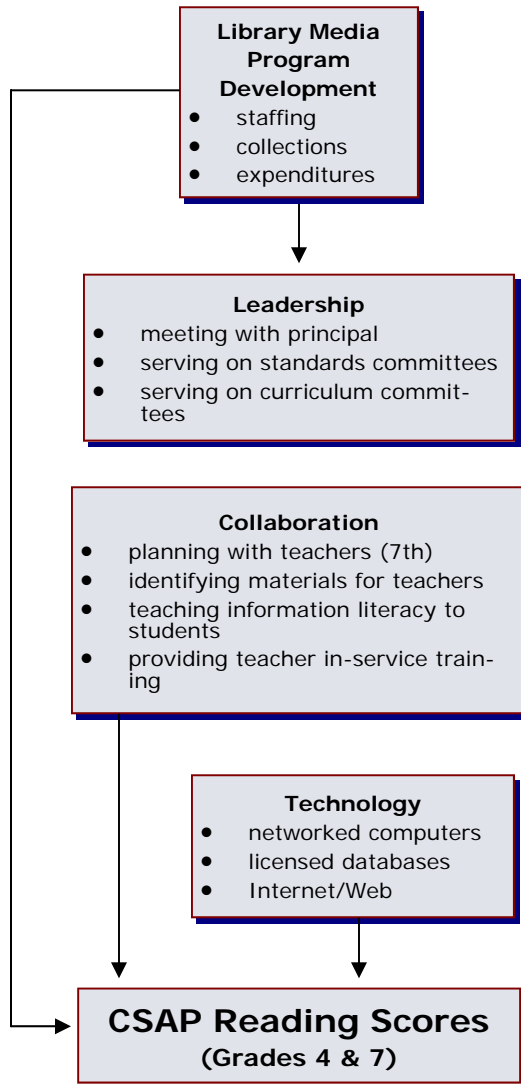 Library Media
Program
Development
• staffing
• collections
• expenditures
Leadership
• meeting with principal
• serving on standards committees
• serving on curriculum commit-
tees
Collaboration
• planning with teachers (7th)
• identifying materials for teachers
• teaching information literacy to
students
• providing teacher in-service train-
ing
Technology
• networked computers
• licensed databases
• Internet/Web
CSAP Reading Scores
(Grades 4 & 7)